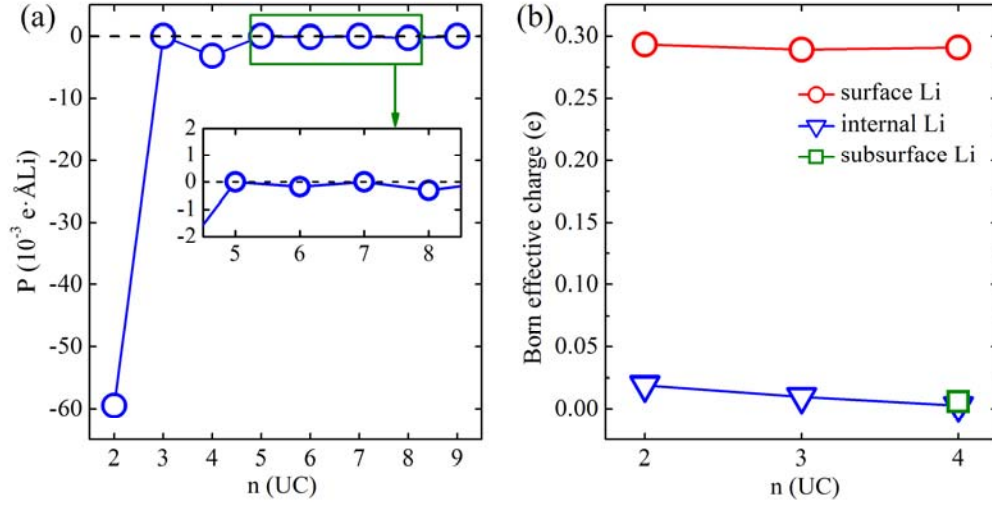 (a)
0
-10
-20
-30
-40
-50
-60
P (10⁻³ e·ÅLi)
2 3 4 5 6 7 8 9
n (UC)
2
1
0
-1
-2
5 6 7 8
(b)
0.30
0.25
0.20
0.15
0.10
0.05
0.00
Born effective charge (e)
surface Li
internal Li
subsurface Li
2 3 4
n (UC)